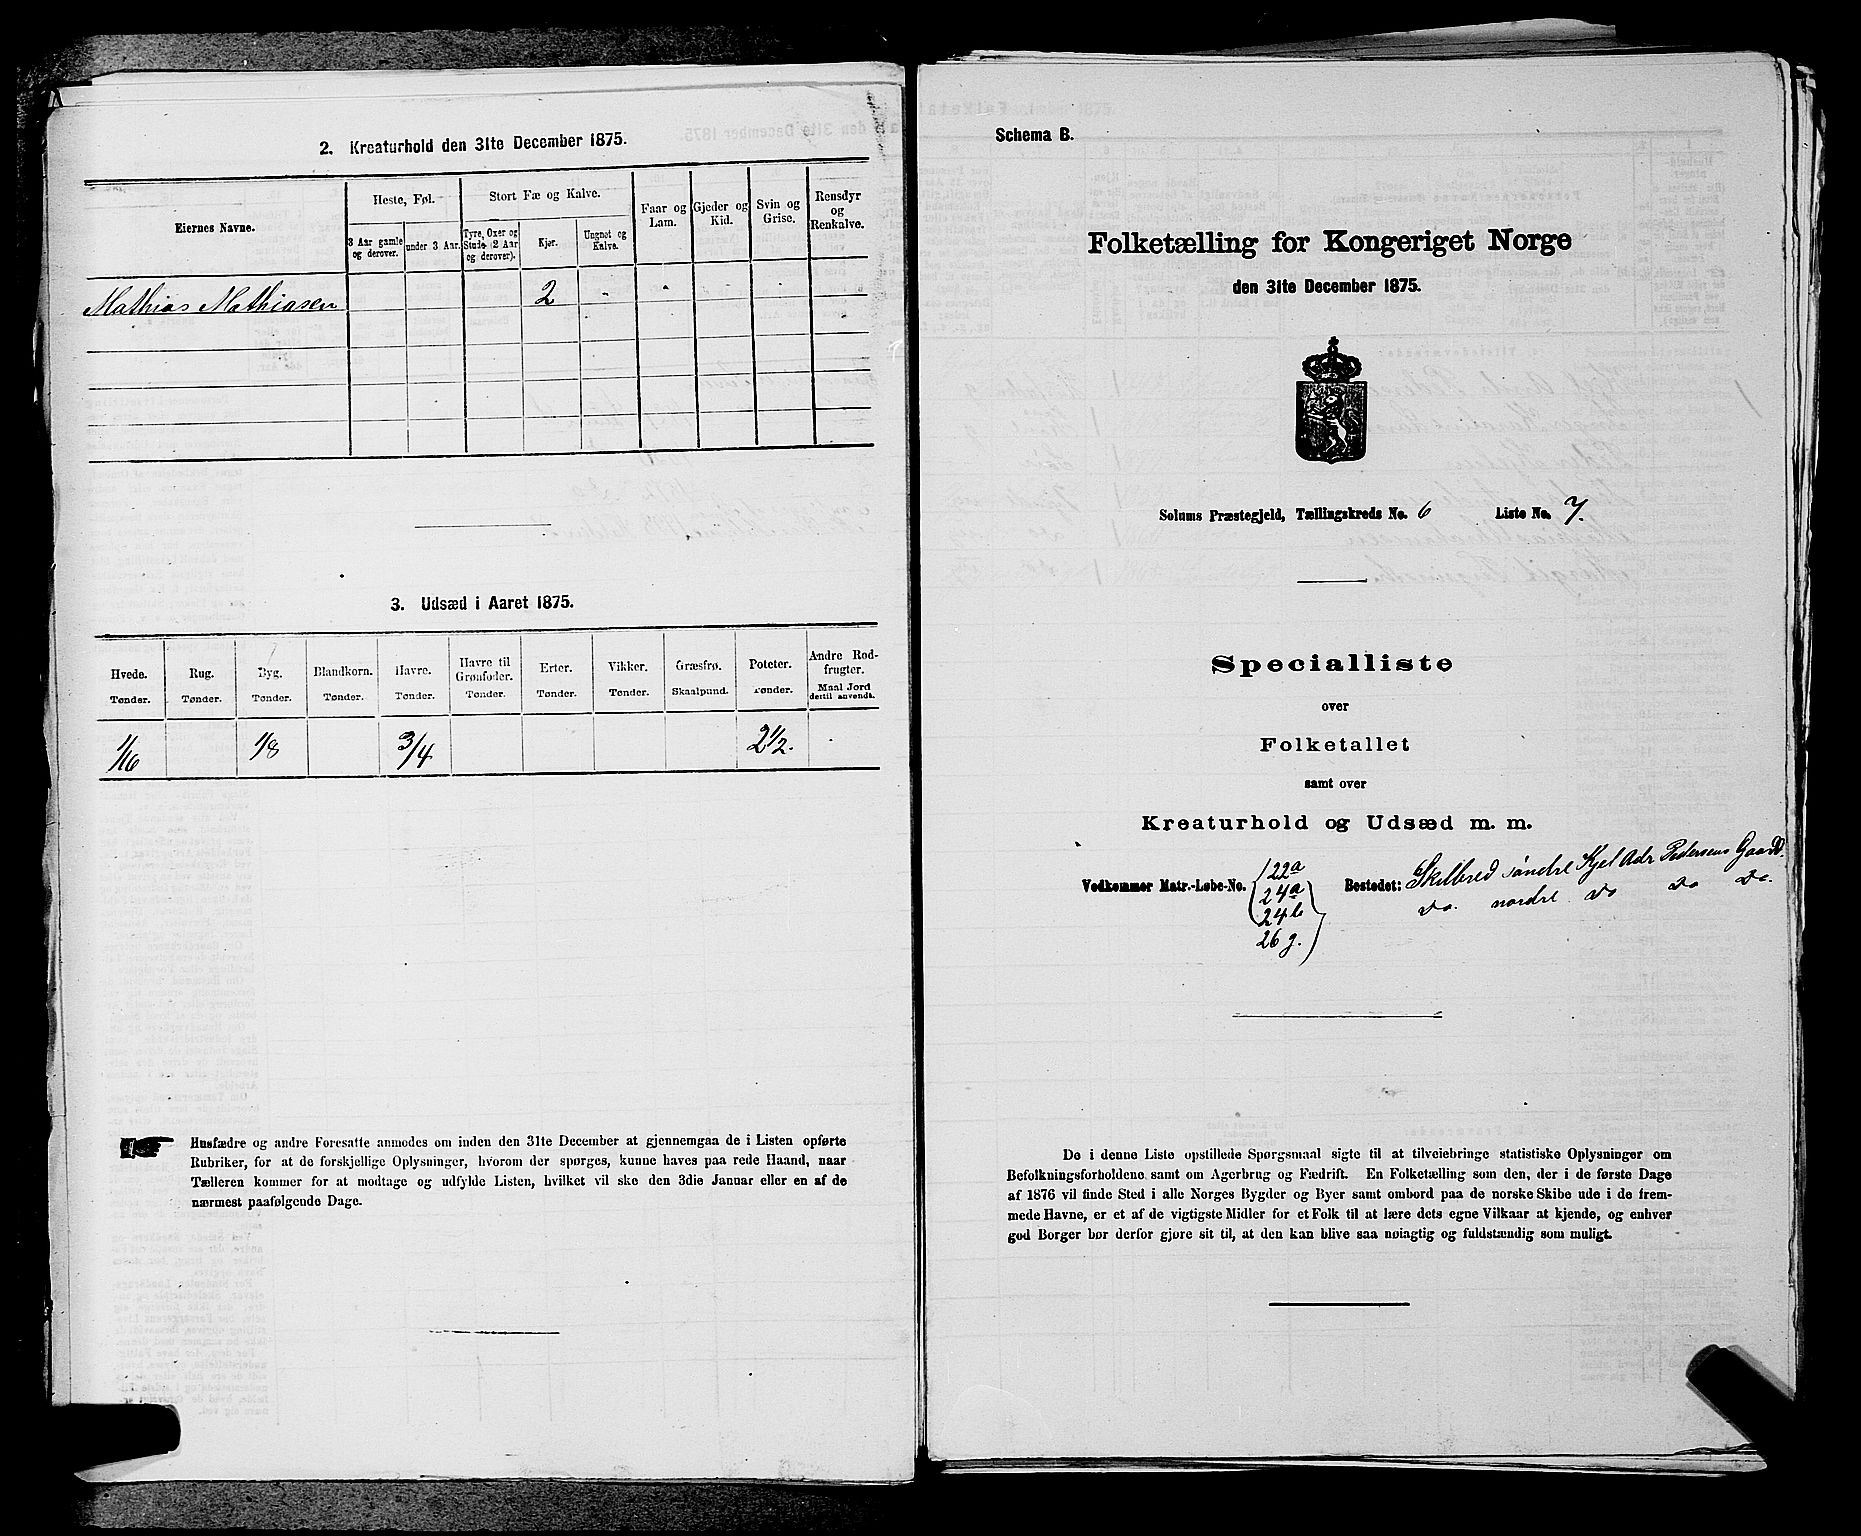 2. Kreaturhold den 31te December 1875.
Eiernes Navne.
Heste, Føl.
Stort Fæ og Kalve.
Faar og Lam.
Gjeder og Kid.
Svin og Grise.
Rensdyr og Renkalve.
3 Aar gamle og derover.
under 3 Aar.
Tyre, Oxer og Stude (2 Aar og derover).
Kjør.
Ungnøt og Kalve.
Mathias Mathiasen 2 - - - -
3. Udsæd i Aaret 1875.
Hvede. Rug. Byg. Blandkorn. Havre. Havre til Grønfoder. Erter. Vikker. Græsfrø. Poteter. Andre Rodfrugter.
Tønder. Tønder. Tønder. Tønder. Tønder. Tønder. Tønder. Tønder. Skaalpund. Tønder. Maal Jord dertil anvendt.
1/16 1/8 3/4 2 1/2.
Husfædre og andre Foresatte anmodes om inden den 31te December at gjennemgaa de i Listen opførte
Rubriker, for at de forskjellige Oplysninger, hvorom der spørges, kunne haves paa rede Haand, naar
Tælleren kommer for at modtage og udfylde Listen, hvilket vil ske den 3die Januar eller en af de
nærmest paafølgende Dage.
Schema B.
Folketælling for Kongeriget Norge
den 31te December 1875.
Solums Præstegjeld, Tællingskreds No. 6 Liste No. 7.
Specialliste
over
Folketallet
samt over
Kreaturhold og Udsæd m. m.
Vedkommer Matr.-Løbe-No. 122a Bostedet: Skilbred søndre Kjel Adr Pedersens Gaard.
24a Do. nordre Do Do Do.
24b
26 g.
De i denne Liste opstillede Spørgsmaal sigte til at tilveiebringe statistiske Oplysninger om
Befolkningsforholdene samt om Agerbrug og Fædrift. En Folketælling som den, der i de første Dage
af 1876 vil finde Sted i alle Norges Bygder og Byer samt ombord paa de norske Skibe ude i de frem-
mede Havne, er et af de vigtigste Midler for et Folk til at lære dets egne Vilkaar at kjende, og enhver
god Borger bør derfor gjøre sit til, at den kan blive saa nøiagtig og fuldstændig som muligt.